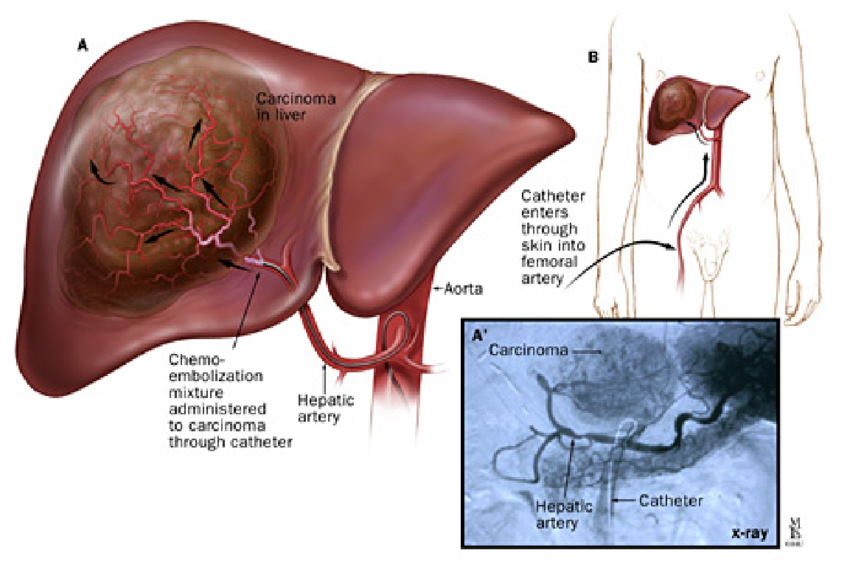 A
Carcinoma
in liver
Aorta
Chemo-
embolization
mixture
administered
to carcinoma
through catheter
Hepatic
artery
B
Catheter
enters
through
skin into
femoral
artery
A'
Carcinoma
Hepatic
artery
Catheter
x-ray